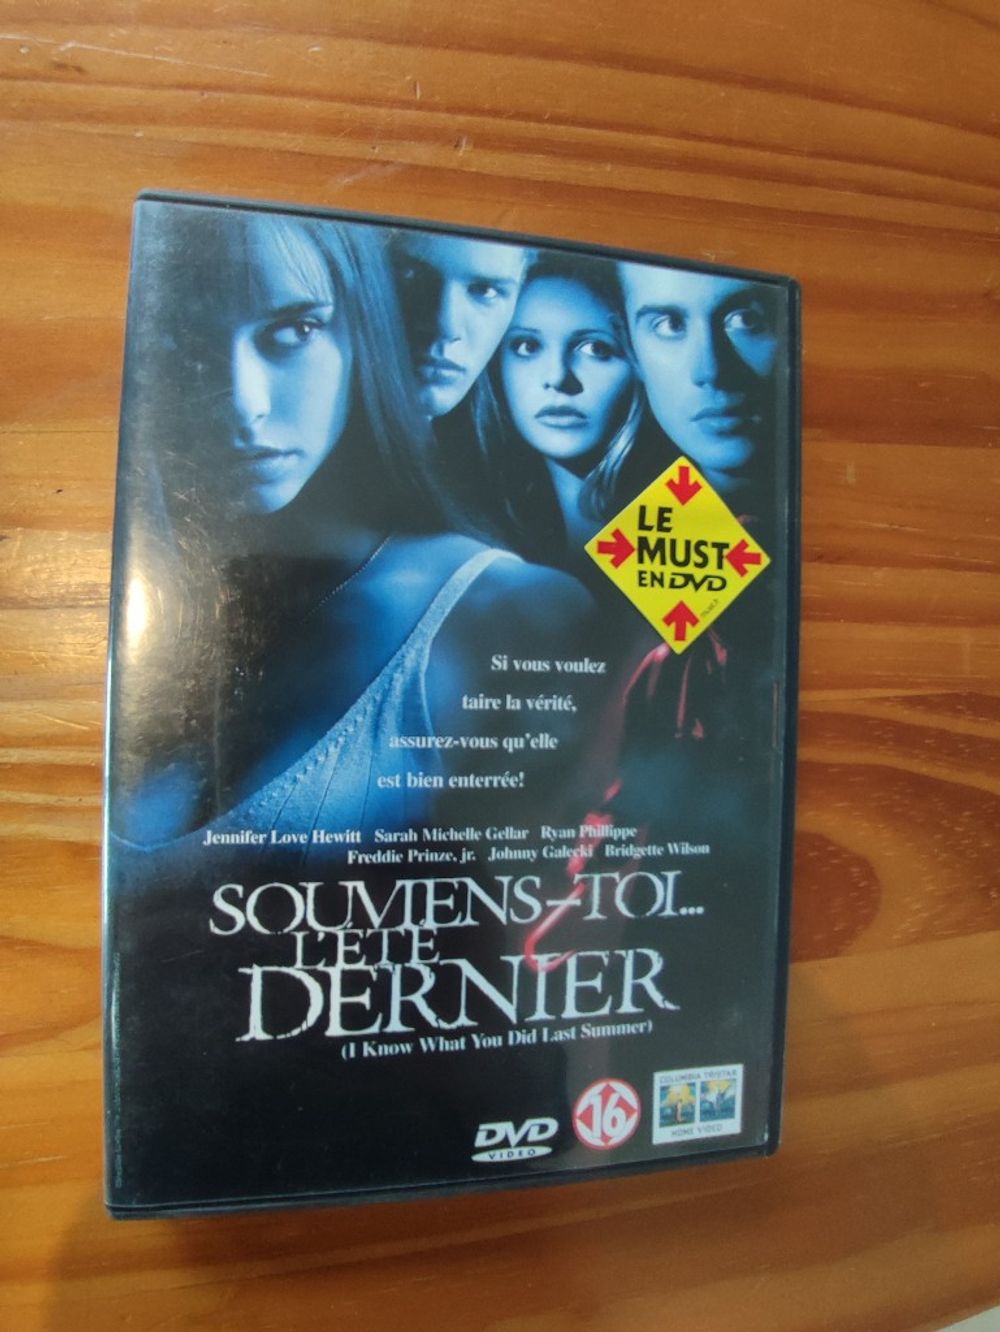 LE
MUST
EN DVD
Si vous voulez
taire la vérité,
assurez-vous qu'elle
est bien enterrée!
Jennifer Love Hewitt Sarah Michelle Gellar Ryan Phillippe
Freddie Prinze, jr. Johnny Galecki Bridgette Wilson
SOUVIENS-TOI...
L'ÉTÉ
DERNIER
(I Know What You Did Last Summer)
DVD
VIDEO
16
COLUMBIA TRISTAR
HOME VIDEO